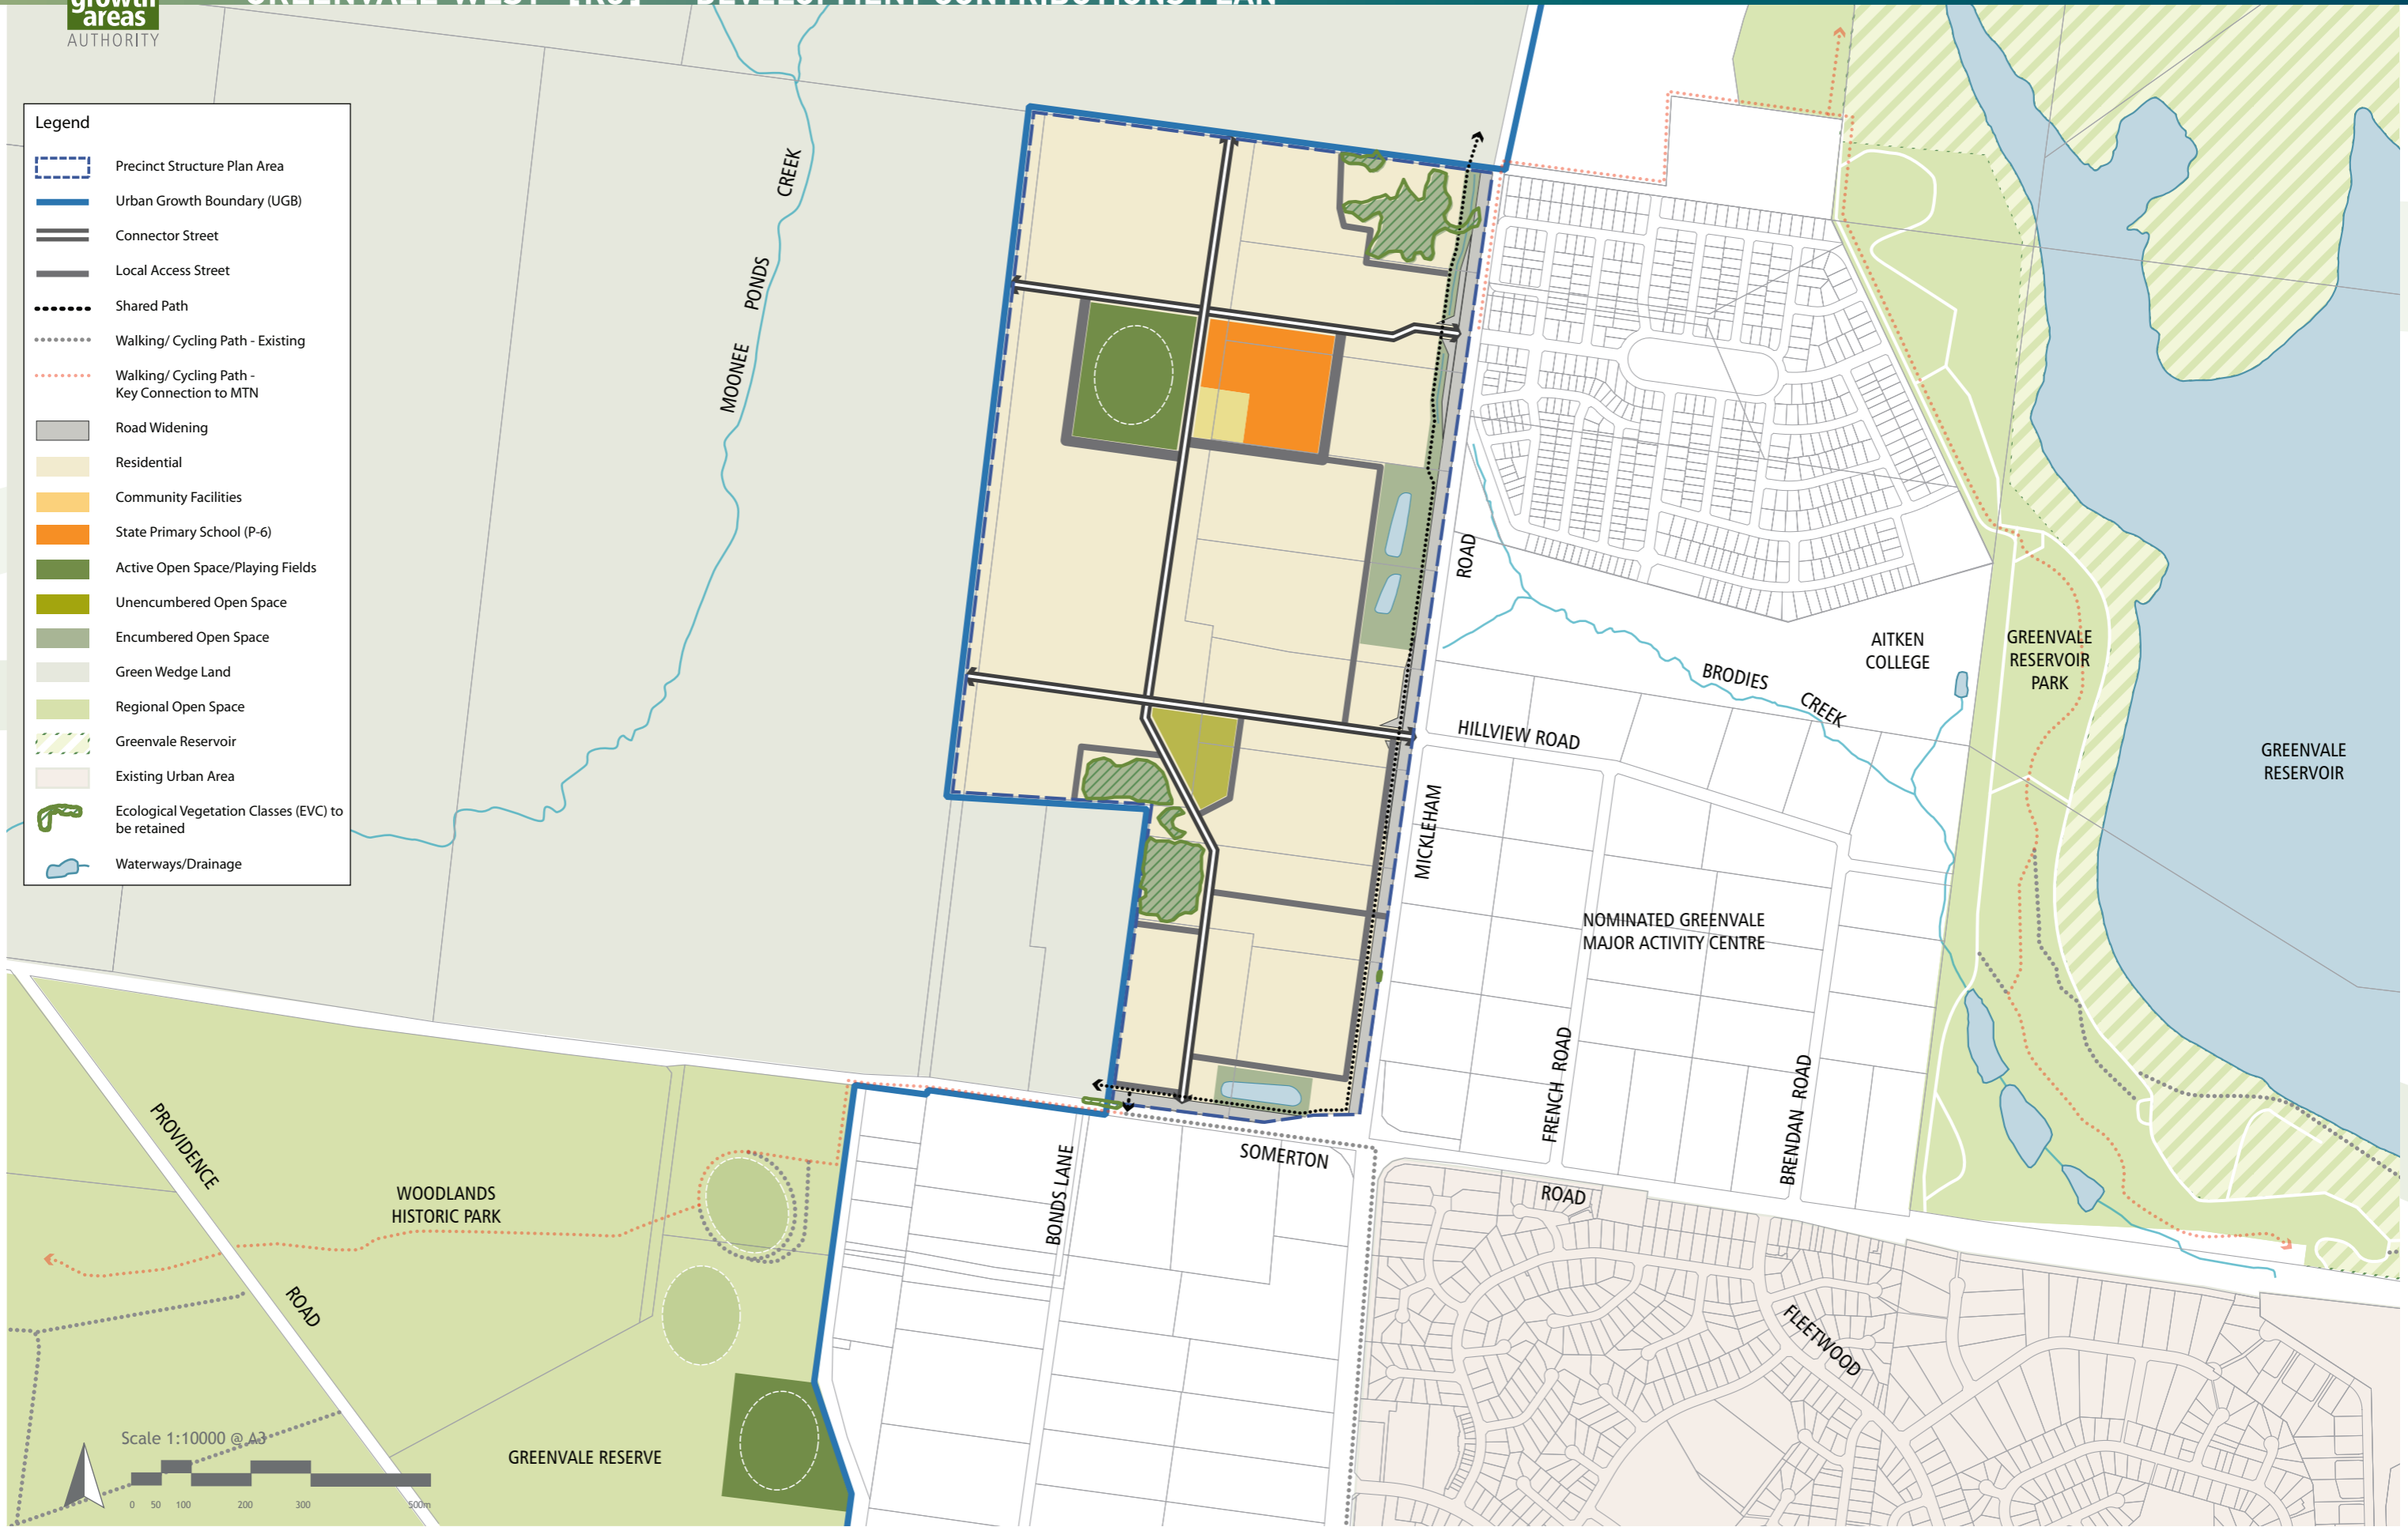 growth
areas
AUTHORITY
GREENVALE WEST
DEVELOPMENT CONTRIBUTIONS PLAN
Legend
Precinct Structure Plan Area
Urban Growth Boundary (UGB)
Connector Street
Local Access Street
Shared Path
Walking/ Cycling Path - Existing
Walking/ Cycling Path -
Key Connection to MTN
Road Widening
Residential
Community Facilities
State Primary School (P-6)
Active Open Space/Playing Fields
Unencumbered Open Space
Encumbered Open Space
Green Wedge Land
Regional Open Space
Greenvale Reservoir
Existing Urban Area
Ecological Vegetation Classes (EVC) to
be retained
Waterways/Drainage
MOONEE PONDS CREEK
MICKLEHAM ROAD
BRODIES CREEK
AITKEN
COLLEGE
GREENVALE
RESERVOIR
PARK
GREENVALE
RESERVOIR
HILLVIEW ROAD
NOMINATED GREENVALE
MAJOR ACTIVITY CENTRE
FRENCH ROAD
BRENDAN ROAD
SOMERTON ROAD
BONDS LANE
FLEETWOOD
PROVIDENCE ROAD
WOODLANDS
HISTORIC PARK
GREENVALE RESERVE
Scale 1:10000 @ A3
0 50 100 200 300 500m